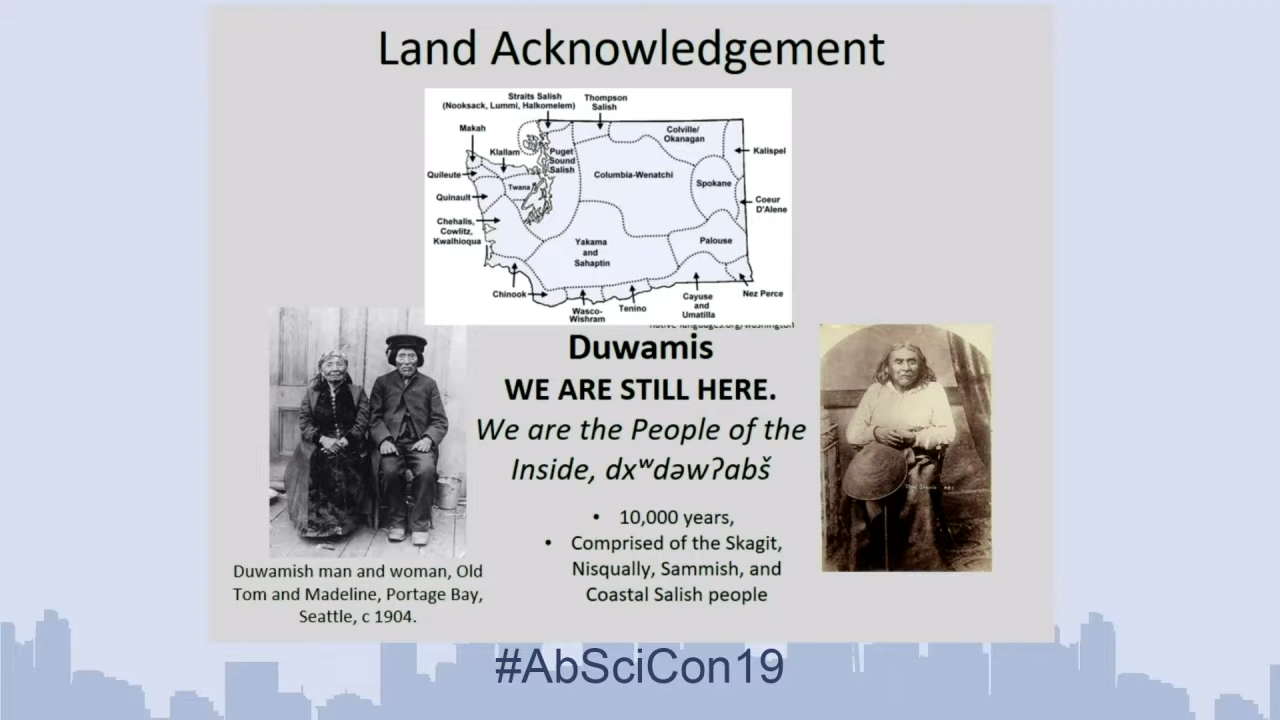 Land Acknowledgement
Straits Salish
(Nooksack, Lummi, Halkomelem)
Thompson
Salish
Makah
Klallam
Puget
Sound
Salish
Colville/
Okanagan
Kalispel
Quileute
Twana
Columbia-Wenatchi
Spokane
Quinault
Coeur
D'Alene
Chehalis,
Cowlitz,
Kwalhioqua
Yakama
and
Sahaptin
Palouse
Chinook
Wasco-
Wishram
Tenino
Cayuse
and
Umatilla
Nez Perce
native-languages.org/washington
Duwamis
WE ARE STILL HERE.
We are the People of the
Inside, dxʷdəwʔabš
• 10,000 years,
• Comprised of the Skagit,
Nisqually, Sammish, and
Coastal Salish people
Duwamish man and woman, Old
Tom and Madeline, Portage Bay,
Seattle, c 1904.
#AbSciCon19